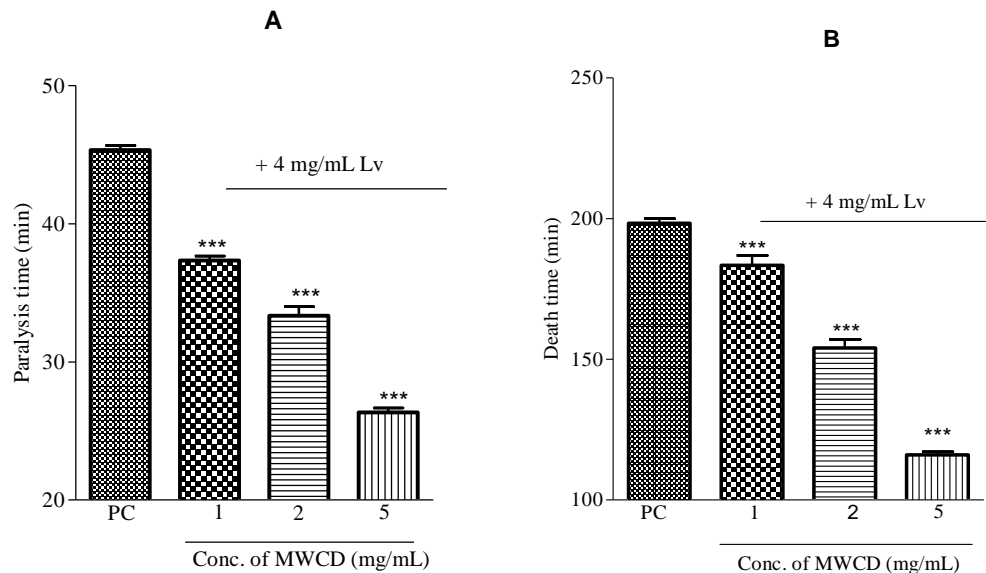 A
50
40
30
20
Paralysis time (min)
+ 4 mg/mL Lv
***
***
***
PC
1
2
5
Conc. of MWCD (mg/mL)
B
250
200
150
100
Death time (min)
+ 4 mg/mL Lv
***
***
***
PC
1
2
5
Conc. of MWCD (mg/mL)